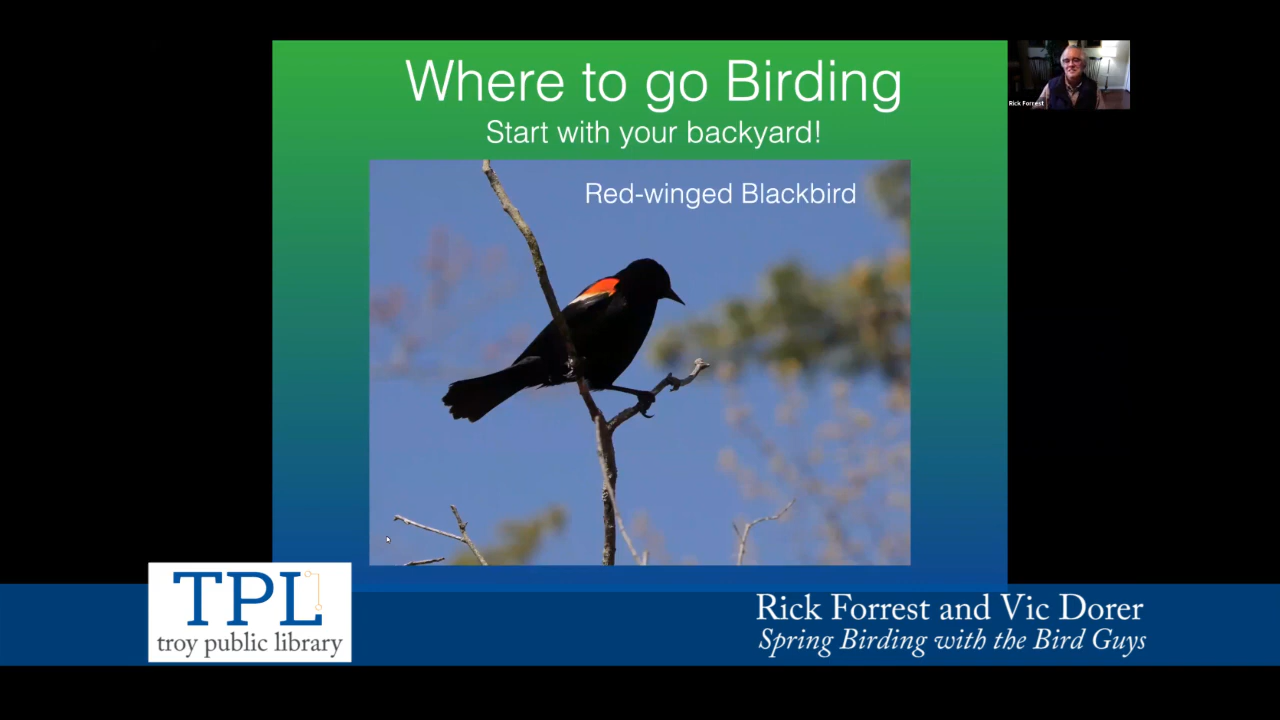 Where to go Birding
Start with your backyard!
Red-winged Blackbird
Rick Forrest
TPL
troy public library
Rick Forrest and Vic Dorer
Spring Birding with the Bird Guys